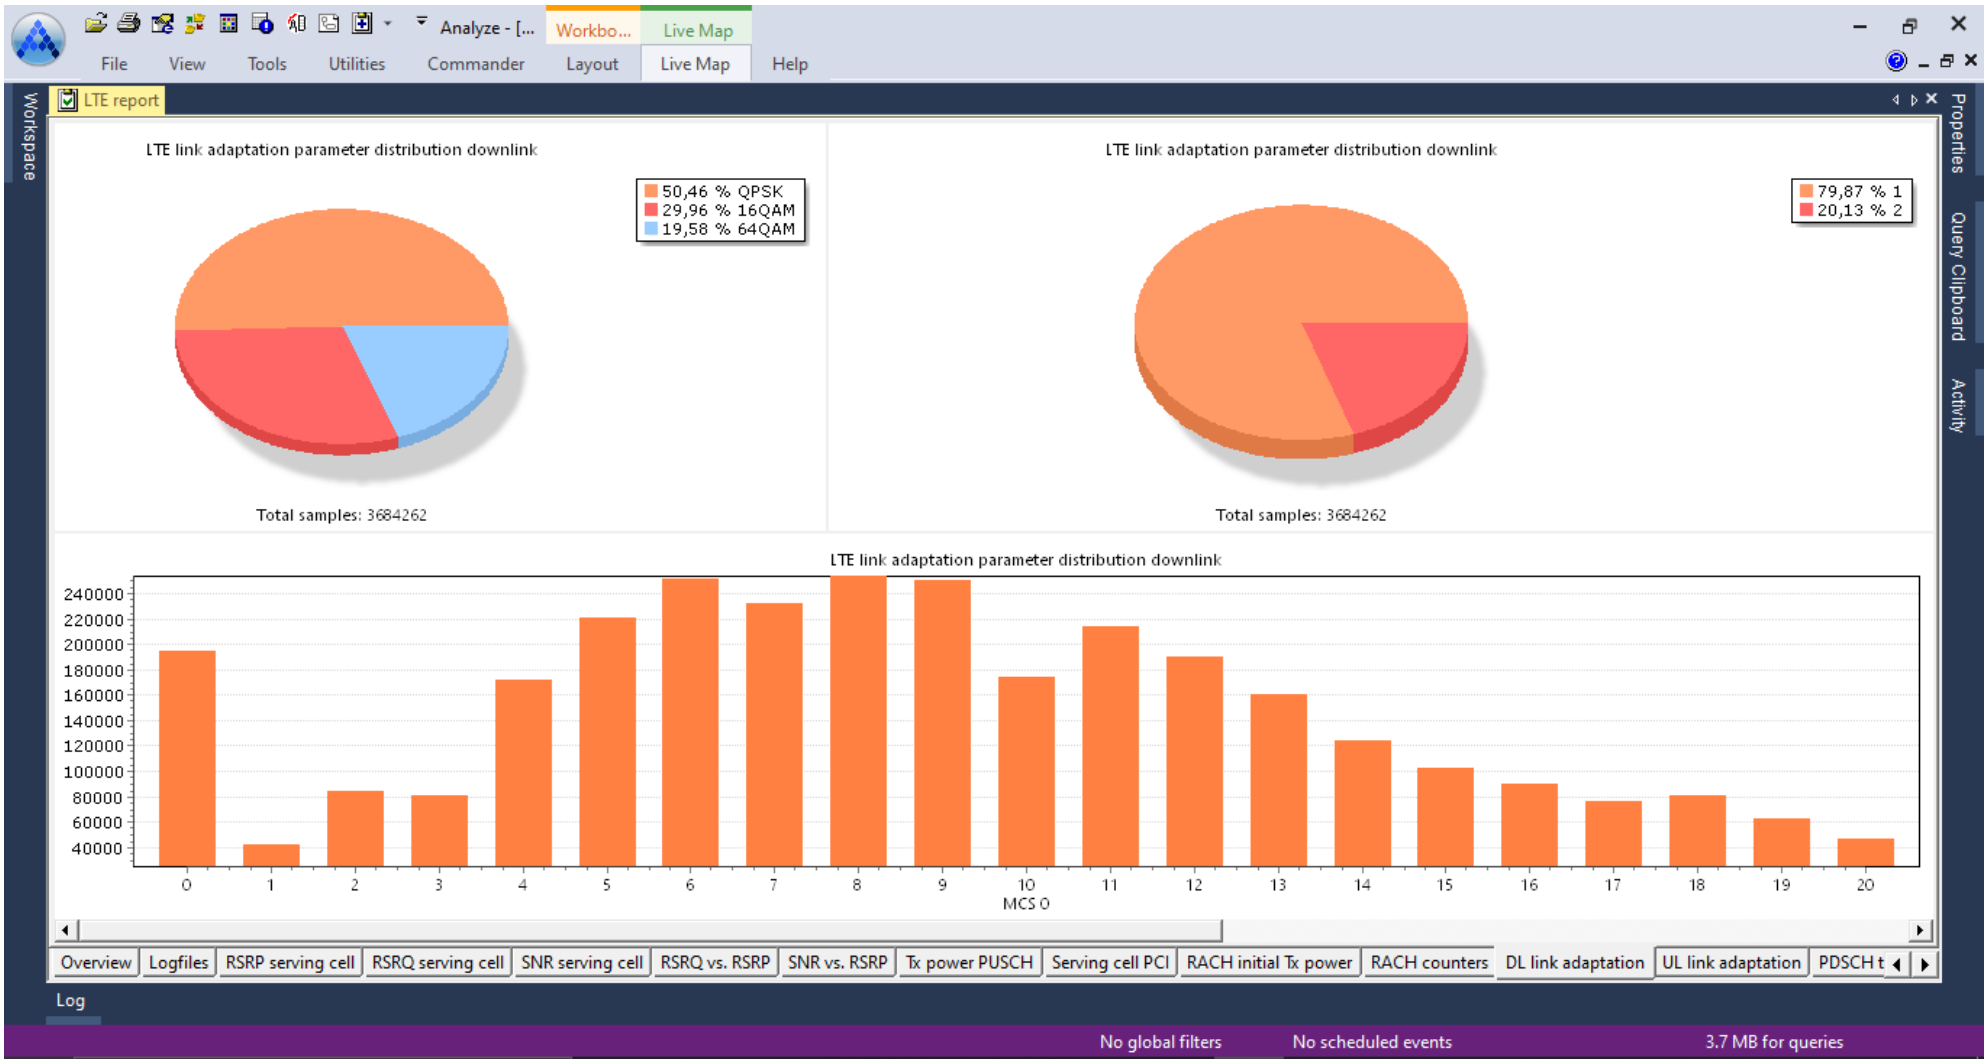 Analyze - [...
Workbo...
Live Map
File
View
Tools
Utilities
Commander
Layout
Live Map
Help
Workspace
LTE report
Properties
Query Clipboard
Activity
LTE link adaptation parameter distribution downlink
50,46 % QPSK
29,96 % 16QAM
19,58 % 64QAM
Total samples: 3684262
LTE link adaptation parameter distribution downlink
79,87 % 1
20,13 % 2
Total samples: 3684262
LTE link adaptation parameter distribution downlink
240000
220000
200000
180000
160000
140000
120000
100000
80000
60000
40000
0 1 2 3 4 5 6 7 8 9 10 11 12 13 14 15 16 17 18 19 20
MCS 0
Overview
Logfiles
RSRP serving cell
RSRQ serving cell
SNR serving cell
RSRQ vs. RSRP
SNR vs. RSRP
Tx power PUSCH
Serving cell PCI
RACH initial Tx power
RACH counters
DL link adaptation
UL link adaptation
PDSCH t
Log
No global filters
No scheduled events
3.7 MB for queries